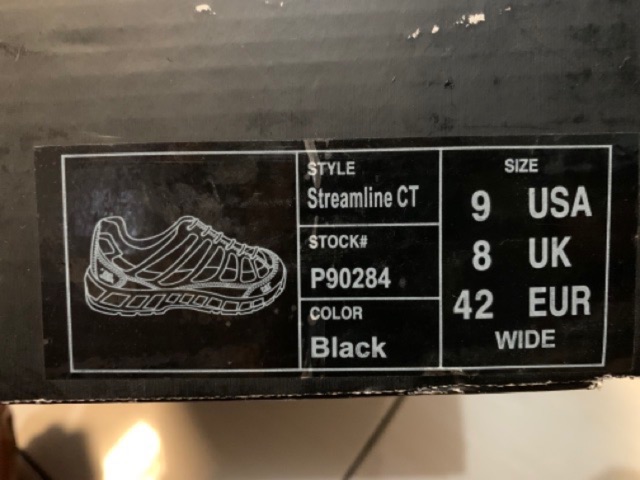 STYLE
Streamline CT
STOCK#
P90284
COLOR
Black
SIZE
9 USA
8 UK
42 EUR
WIDE